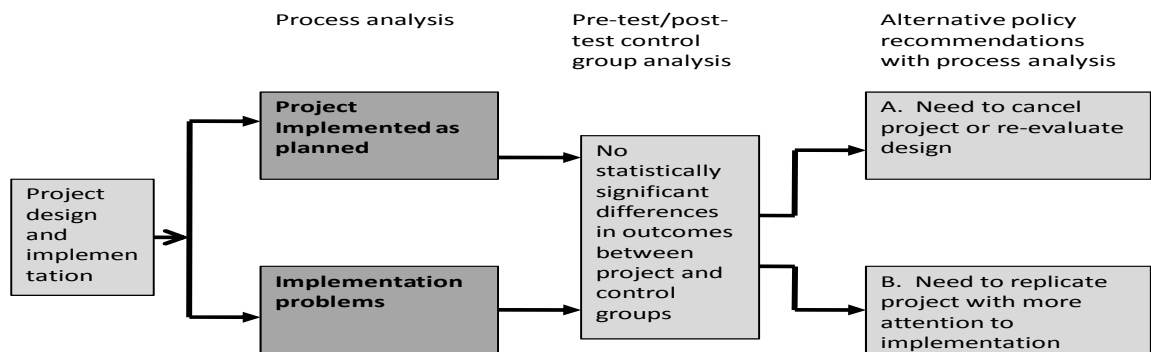 Process analysis
Pre-test/post-
test control
group analysis
Alternative policy
recommendations
with process analysis
Project
design
and
implemen
tation
Project
Implemented as
planned
Implementation
problems
No
statistically
significant
differences
in outcomes
between
project and
control
groups
A. Need to cancel
project or re-evaluate
design
B. Need to replicate
project with more
attention to
implementation